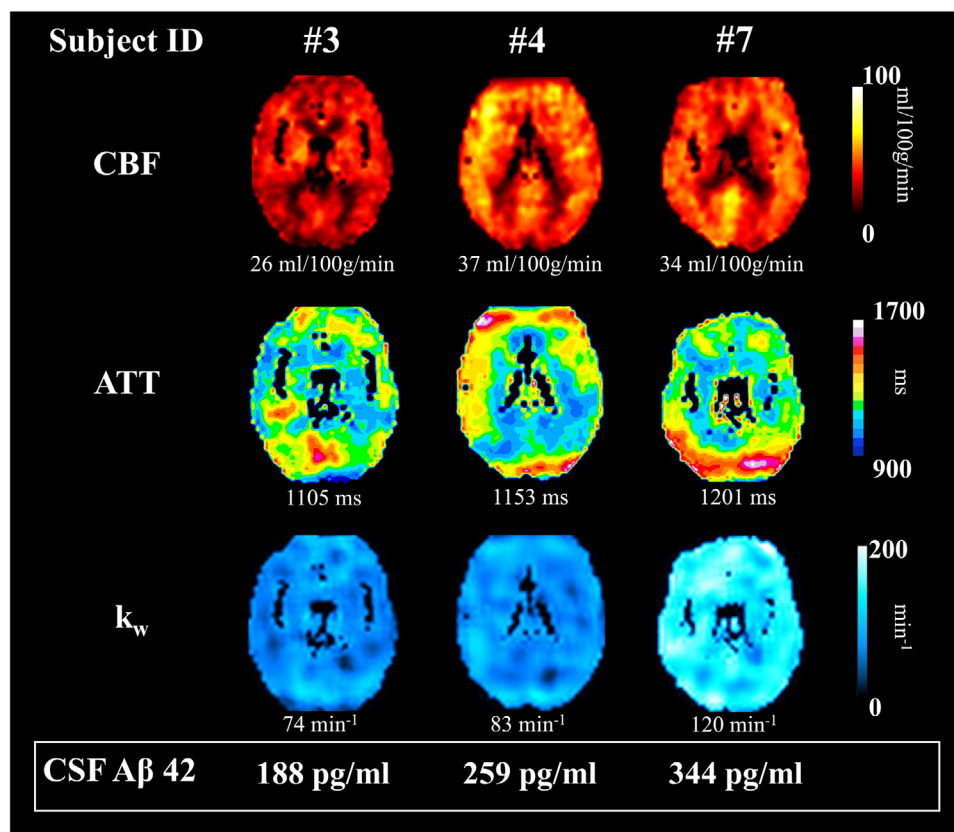 Subject ID #3 #4 #7
CBF
100
ml/100g/min
0
26 ml/100g/min 37 ml/100g/min 34 ml/100g/min
ATT
1700
ms
900
1105 ms 1153 ms 1201 ms
k_w
200
min⁻¹
0
74 min⁻¹ 83 min⁻¹ 120 min⁻¹
CSF Aβ 42 188 pg/ml 259 pg/ml 344 pg/ml